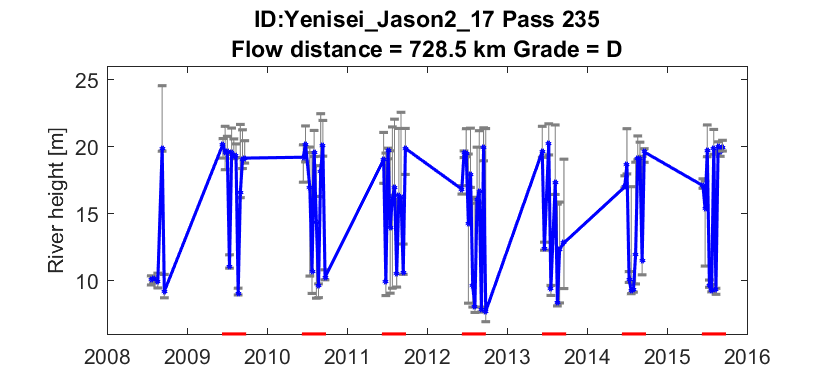 ID:Yenisei_Jason2_17 Pass 235
Flow distance = 728.5 km Grade = D
River height [m]
25
20
15
10
2008 2009 2010 2011 2012 2013 2014 2015 2016